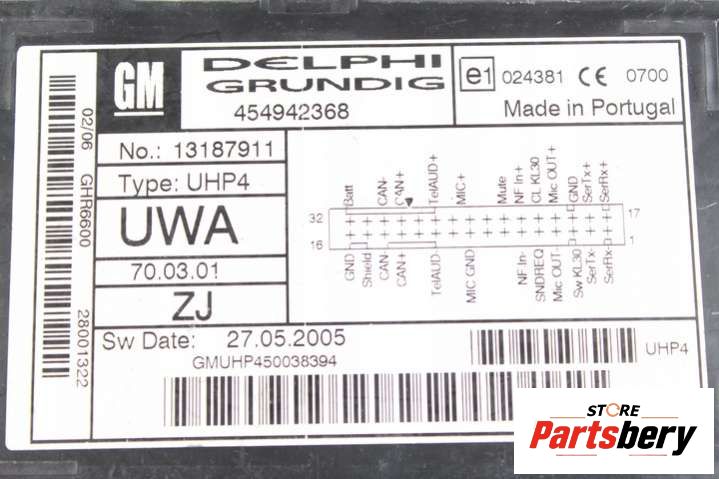 GM
DELPHI
GRUNDIG
454942368
e1 024381 CE 0700
Made in Portugal
02/06 GHR6600 28001322
No.: 13187911
Type: UHP4
UWA
70.03.01
ZJ
Sw Date: 27.05.2005
GMUHP450038394
UHP4
Batt CAN- CAN+ TelAUD+ MIC+ Mute NF In+ CL KL30 Mic OUT+ GND SerTx+ SerRx+
32 17
16 1
GND Shield CAN- CAN+ TelAUD- MIC GND NF In- SNDREQ Mic OUT- Sw KL30 SerTx- SerRx-
STORE
Partsbery